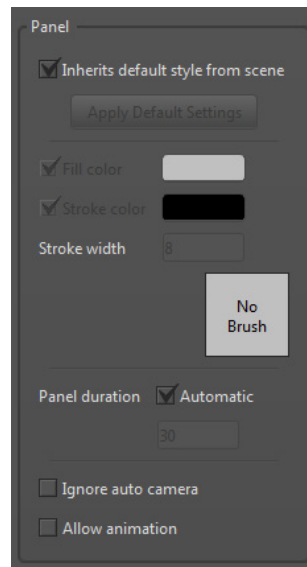 Panel
Inherits default style from scene
Apply Default Settings
Fill color
Stroke color
Stroke width 8
No
Brush
Panel duration Automatic
30
Ignore auto camera
Allow animation